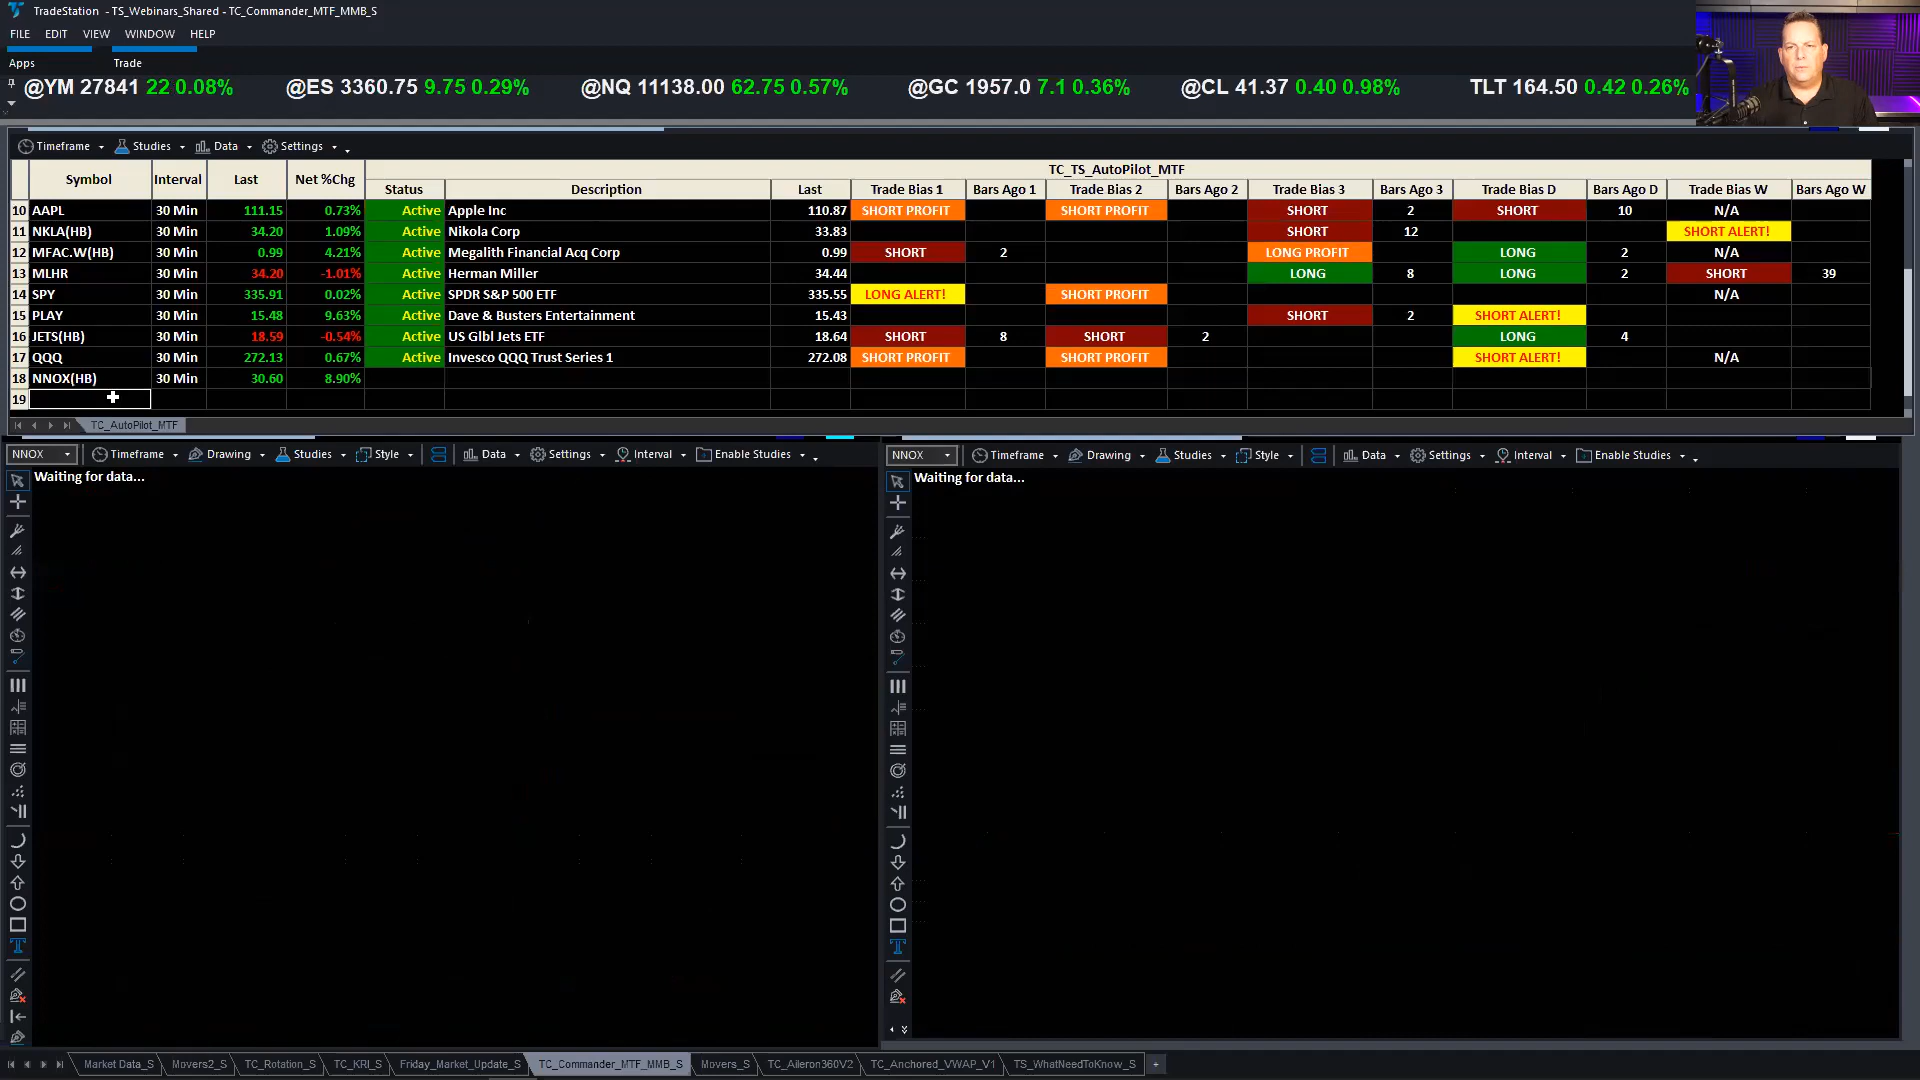 TradeStation - TS_Webinars_Shared - TC_Commander_MTF_MMB_S
FILE EDIT VIEW WINDOW HELP
Apps Trade
@YM 27841 22 0.08% @ES 3360.75 9.75 0.29% @NQ 11138.00 62.75 0.57% @GC 1957.0 7.1 0.36% @CL 41.37 0.40 0.98% TLT 164.50 0.42 0.26%
Timeframe Studies Data Settings
TC_TS_AutoPilot_MTF
Symbol Interval Last Net %Chg Status Description Last Trade Bias 1 Bars Ago 1 Trade Bias 2 Bars Ago 2 Trade Bias 3 Bars Ago 3 Trade Bias D Bars Ago D Trade Bias W Bars Ago W
10 AAPL 30 Min 111.15 0.73% Active Apple Inc 110.87 SHORT PROFIT SHORT PROFIT SHORT 2 SHORT 10 N/A
11 NKLA(HB) 30 Min 34.20 1.09% Active Nikola Corp 33.83 SHORT 12 SHORT ALERT!
12 MFAC.W(HB) 30 Min 0.99 4.21% Active Megalith Financial Acq Corp 0.99 SHORT 2 LONG PROFIT LONG 2 N/A
13 MLHR 30 Min 34.20 -1.01% Active Herman Miller 34.44 LONG 8 LONG 2 SHORT 39
14 SPY 30 Min 335.91 0.02% Active SPDR S&P 500 ETF 335.55 LONG ALERT! SHORT PROFIT N/A
15 PLAY 30 Min 15.48 9.63% Active Dave & Busters Entertainment 15.43 SHORT 2 SHORT ALERT!
16 JETS(HB) 30 Min 18.59 -0.54% Active US Glbl Jets ETF 18.64 SHORT 8 SHORT 2 LONG 4
17 QQQ 30 Min 272.13 0.67% Active Invesco QQQ Trust Series 1 272.08 SHORT PROFIT SHORT PROFIT SHORT ALERT! N/A
18 NNOX(HB) 30 Min 30.60 8.90%
19
TC_AutoPilot_MTF
NNOX Timeframe Drawing Studies Style Data Settings Interval Enable Studies
NNOX Timeframe Drawing Studies Style Data Settings Interval Enable Studies
Waiting for data...
Waiting for data...
Market Data_S Movers2_S TC_Rotation_S TC_KRI_S Friday_Market_Update_S TC_Commander_MTF_MMB_S Movers_S TC_Aileron360V2 TC_Anchored_VWAP_V1 TS_WhatNeedToKnow_S +